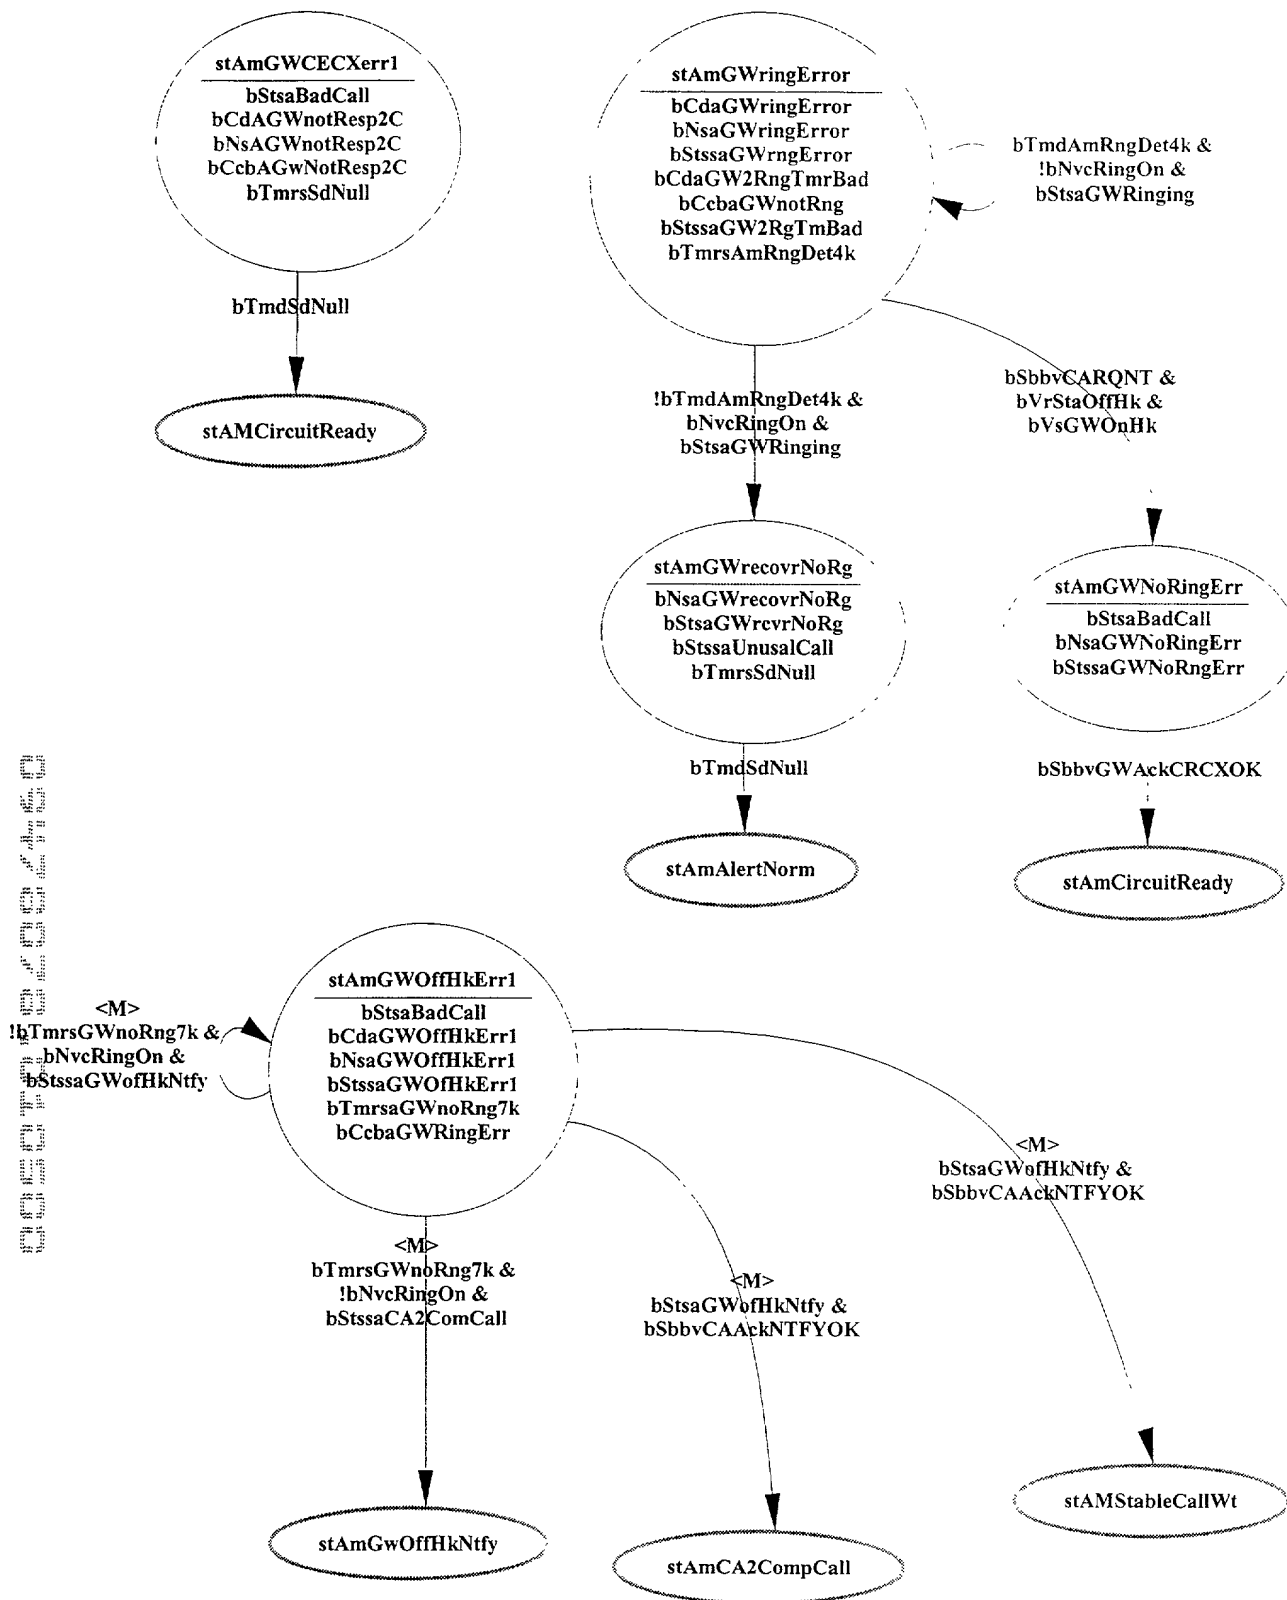 stAmGWCECXerr1
bStsaBadCall
bCdAGWnotResp2C
bNsAGWnotResp2C
bCcbAGwNotResp2C
bTmrsSdNull
bTmdSdNull
stAMCircuitReady
stAmGWringError
bCdaGWringError
bNsaGWringError
bStssaGWrngError
bCdaGW2RngTmrBad
bCcbaGWnotRng
bStssaGW2RgTmBad
bTmrsAmRngDet4k
bTmdAmRngDet4k &
!bNvcRingOn &
bStsaGWRinging
!bTmdAmRngDet4k &
bNvcRingOn &
bStsaGWRinging
bSbbvCARQNT &
bVrStaOffHk &
bVsGWOnHk
stAmGWrecovrNoRg
bNsaGWrecovrNoRg
bStsaGWrcvrNoRg
bStssaUnusalCall
bTmrsSdNull
bTmdSdNull
stAmAlertNorm
stAmGWNoRingErr
bStsaBadCall
bNsaGWNoRingErr
bStssaGWNoRngErr
bSbbvGWAckCRCXOK
stAmCircuitReady
<M>
!bTmrsGWnoRng7k &
bNvcRingOn &
bStssaGWofHkNtfy
stAmGWOffHkErr1
bStsaBadCall
bCdaGWOffHkErr1
bNsaGWOffHkErr1
bStssaGWOfHkErr1
bTmrsaGWnoRng7k
bCcbaGWRingErr
<M>
bTmrsGWnoRng7k &
!bNvcRingOn &
bStssaCA2ComCall
stAmGwOffHkNtfy
<M>
bStsaGWofHkNtfy &
bSbbvCAAckNTFYOK
stAmCA2CompCall
<M>
bStsaGWofHkNtfy &
bSbbvCAAckNTFYOK
stAMStableCallWt